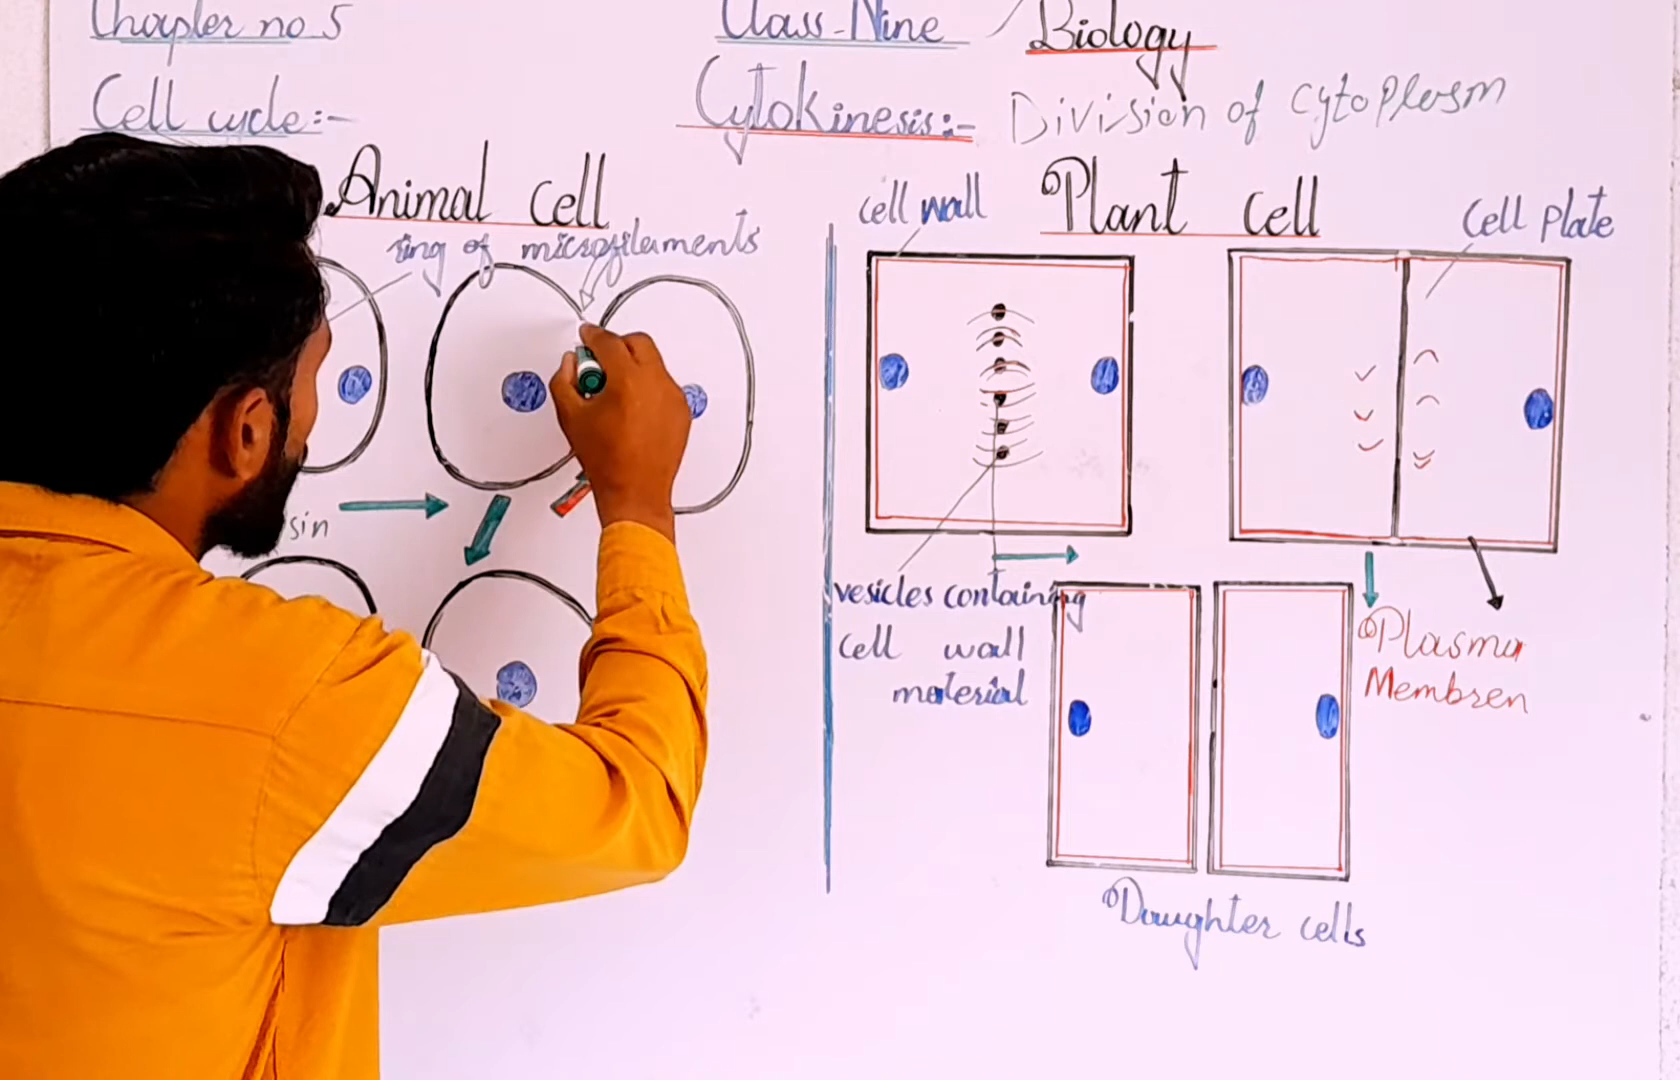 Chapter no 5
Class-Nine
Biology
Cell cycle:-
Cytokinesis:- Division of cytoplasm
Animal cell
Plant cell
ring of microfilaments
cell wall
cell plate
sin
vesicles containing
cell wall
material
Plasma
Membren
Daughter cells